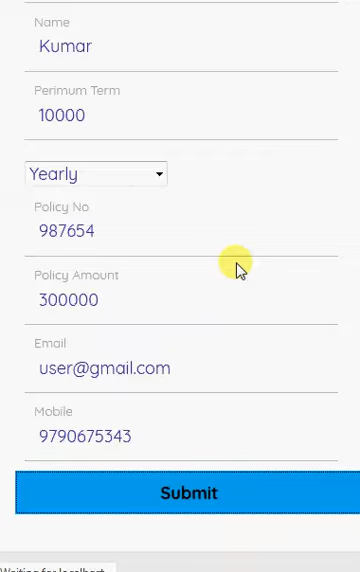 Name
Kumar
Perimum Term
10000
Yearly
Policy No
987654
Policy Amount
300000
Email
user@gmail.com
Mobile
9790675343
Submit
Waiting for localhost